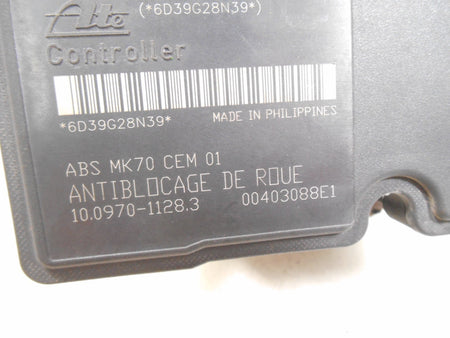 Ate (*6D39G28N39*)
Controller
*6D39G28N39* MADE IN PHILIPPINES
ABS MK70 CEM 01
ANTIBLOCAGE DE ROUE
10.0970-1128.3 00403088E1